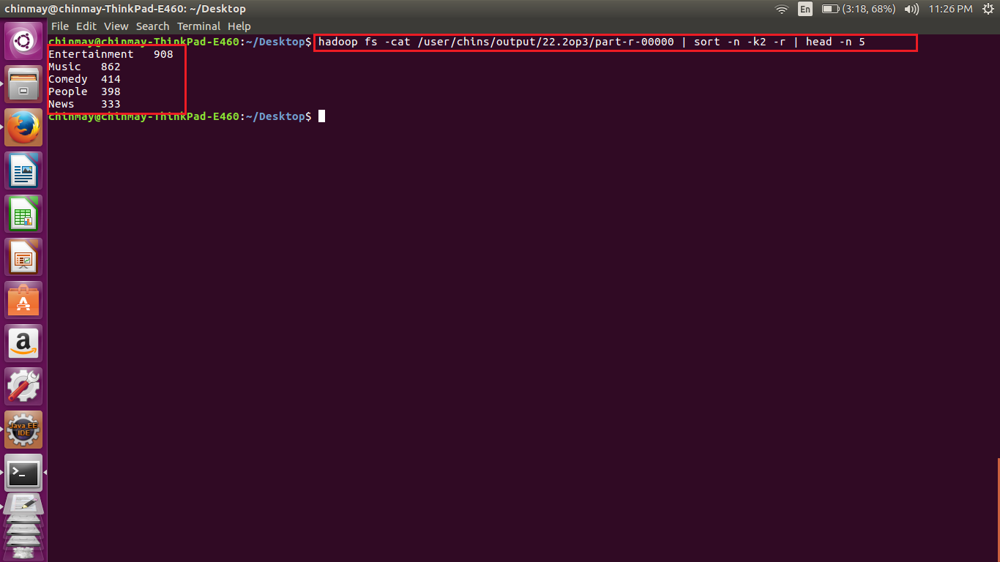 chinmay@chinmay-ThinkPad-E460: ~/Desktop
En
(3:18, 68%)
11:26 PM
File Edit View Search Terminal Help
chinmay@chinmay-ThinkPad-E460:~/Desktop$ hadoop fs -cat /user/chins/output/22.2op3/part-r-00000 | sort -n -k2 -r | head -n 5
Entertainment 908
Music 862
Comedy 414
People 398
News 333
chinmay@chinmay-ThinkPad-E460:~/Desktop$
A
a
Java EE
IDE
>_